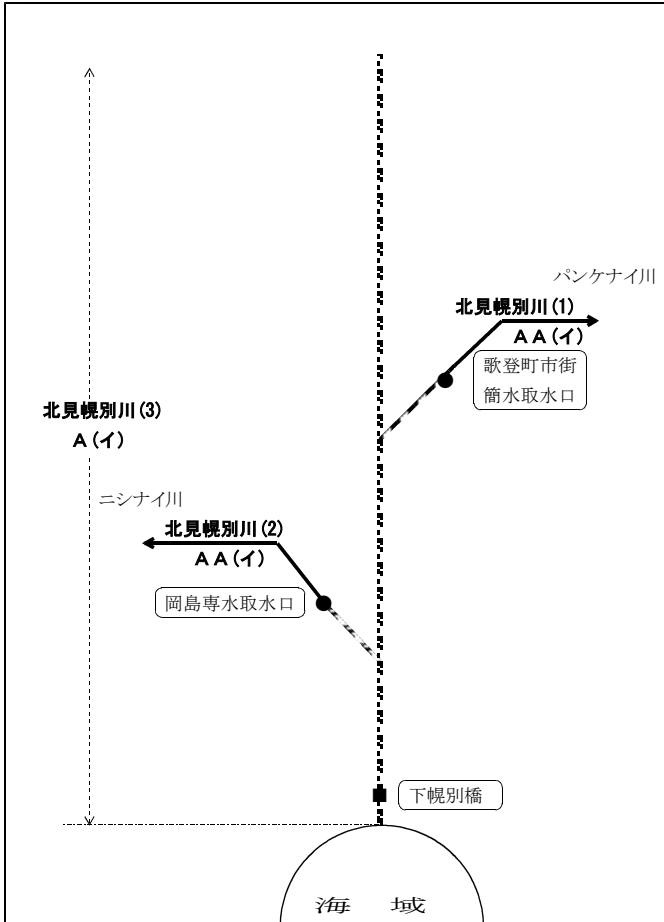 パンケナイ川
北見幌別川(1)
ＡＡ(イ)
歌登町市街
簡水取水口
北見幌別川(3)
Ａ(イ)
ニシナイ川
北見幌別川(2)
ＡＡ(イ)
岡島専水取水口
下幌別橋
海　域